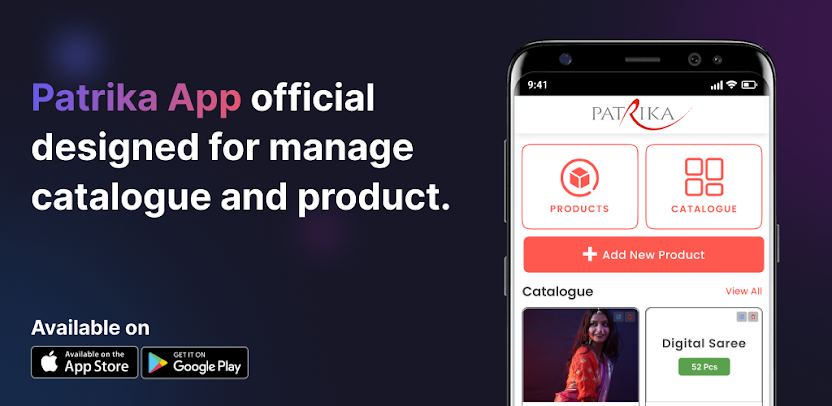 Patrika App official
designed for manage
catalogue and product.
Available on
Available on the
App Store
GET IT ON
Google Play
9:41
PATRIKA
PRODUCTS
CATALOGUE
+ Add New Product
Catalogue
View All
Digital Saree
52 Pcs